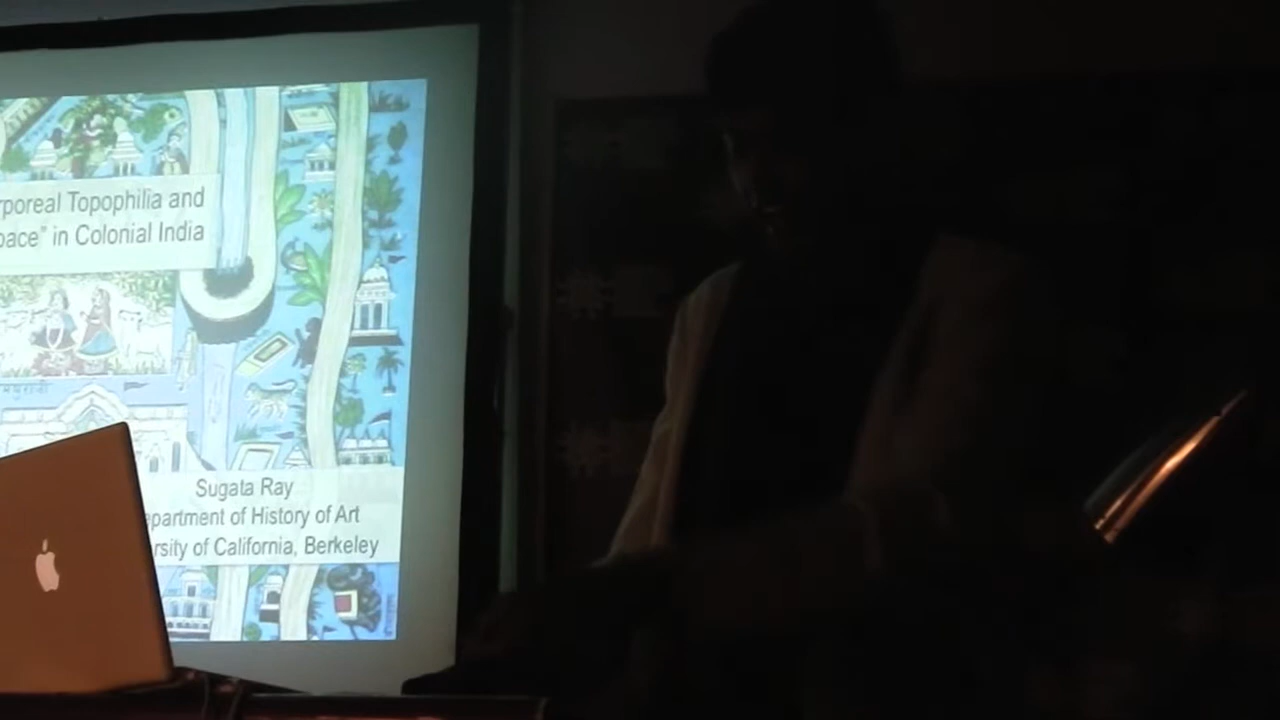 rporeal Topophilia and
pace" in Colonial India
Sugata Ray
epartment of History of Art
rsity of California, Berkeley